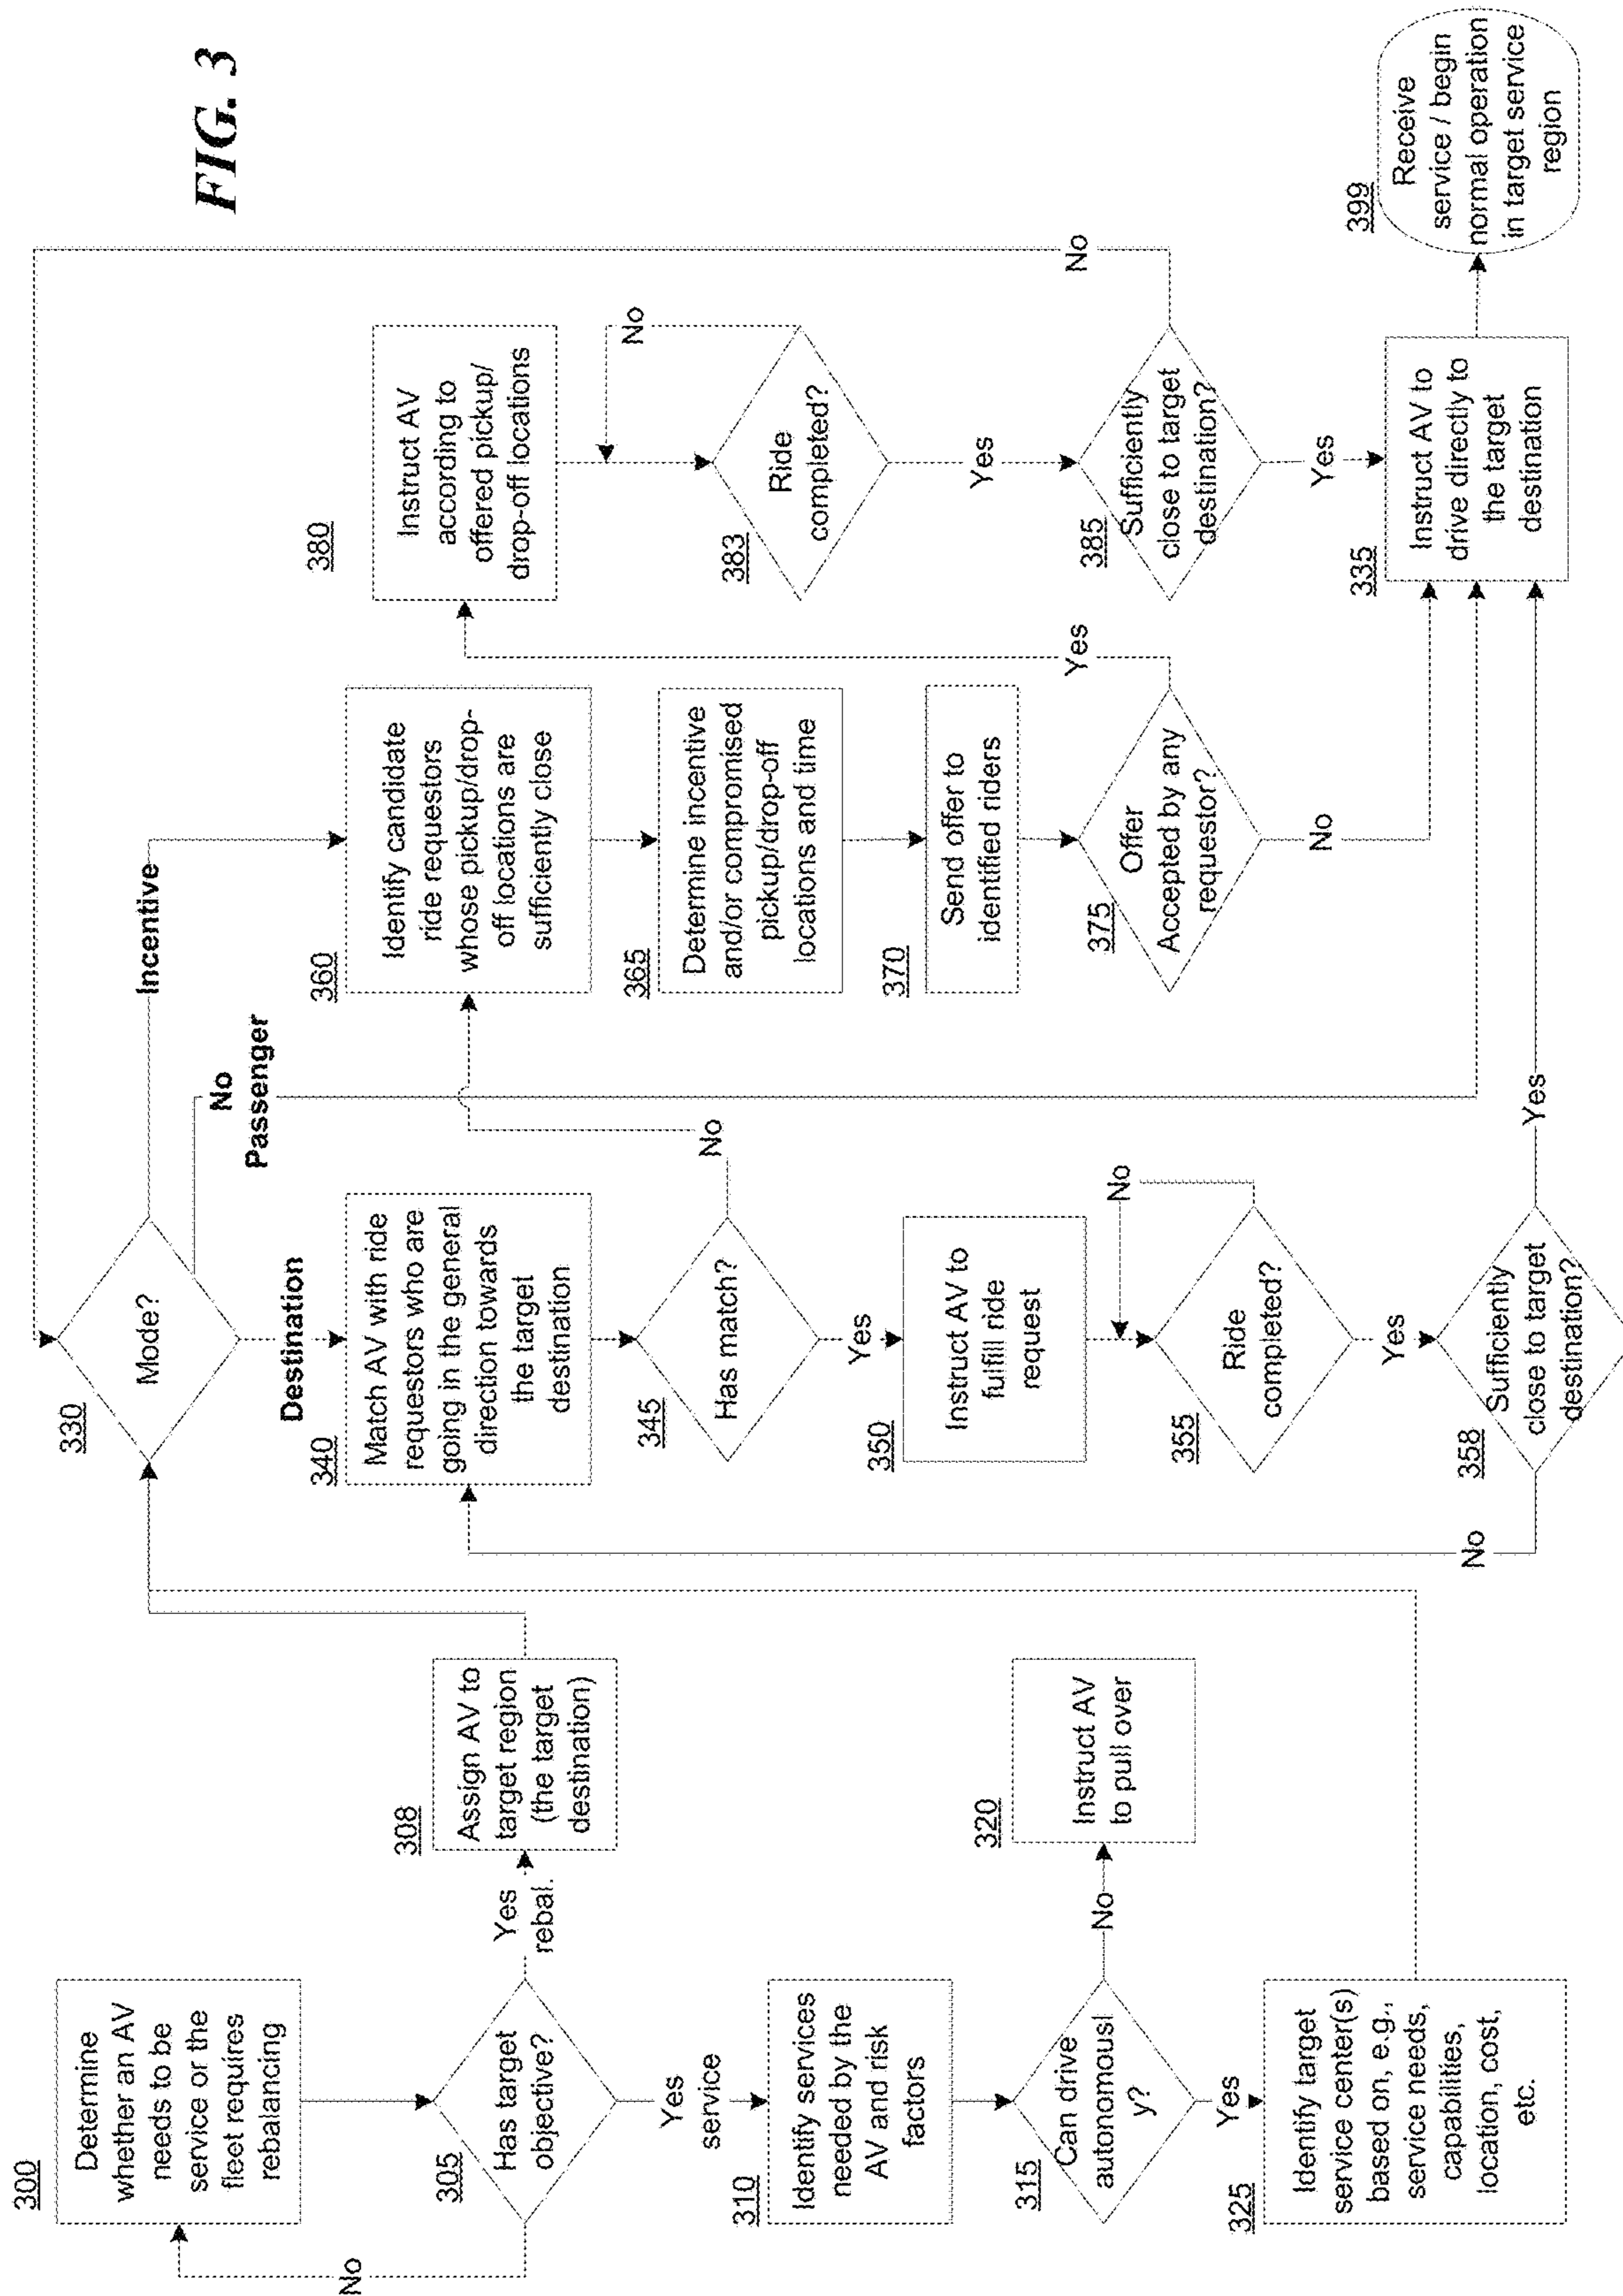 FIG. 3
300
Determine
whether an AV
needs to be
service or the
fleet requires
rebalancing
No
305
Has target
objective?
Yes
rebal.
308
Assign AV to
target region
(the target
destination)
Yes
service
310
Identify services
needed by the
AV and risk
factors
315
Can drive
autonomousl
y?
No
320
Instruct AV
to pull over
Yes
325
Identify target
service center(s)
based on, e.g.,
service needs,
capabilities,
location, cost,
etc.
330
Mode?
Destination
No
Passenger
Incentive
340
Match AV with ride
requestors who are
going in the general
direction towards
the target
destination
345
Has match?
No
Yes
350
Instruct AV to
fulfill ride
request
355
Ride
completed?
No
Yes
358
Sufficiently
close to target
destination?
No
Yes
360
Identify candidate
ride requestors
whose pickup/drop-
off locations are
sufficiently close
365
Determine incentive
and/or compromised
pickup/drop-off
locations and time
370
Send offer to
identified riders
375
Offer
Accepted by any
requestor?
Yes
No
380
Instruct AV
according to
offered pickup/
drop-off locations
383
Ride
completed?
No
Yes
385
Sufficiently
close to target
destination?
No
Yes
335
Instruct AV to
drive directly to
the target
destination
399
Receive
service / begin
normal operation
in target service
region